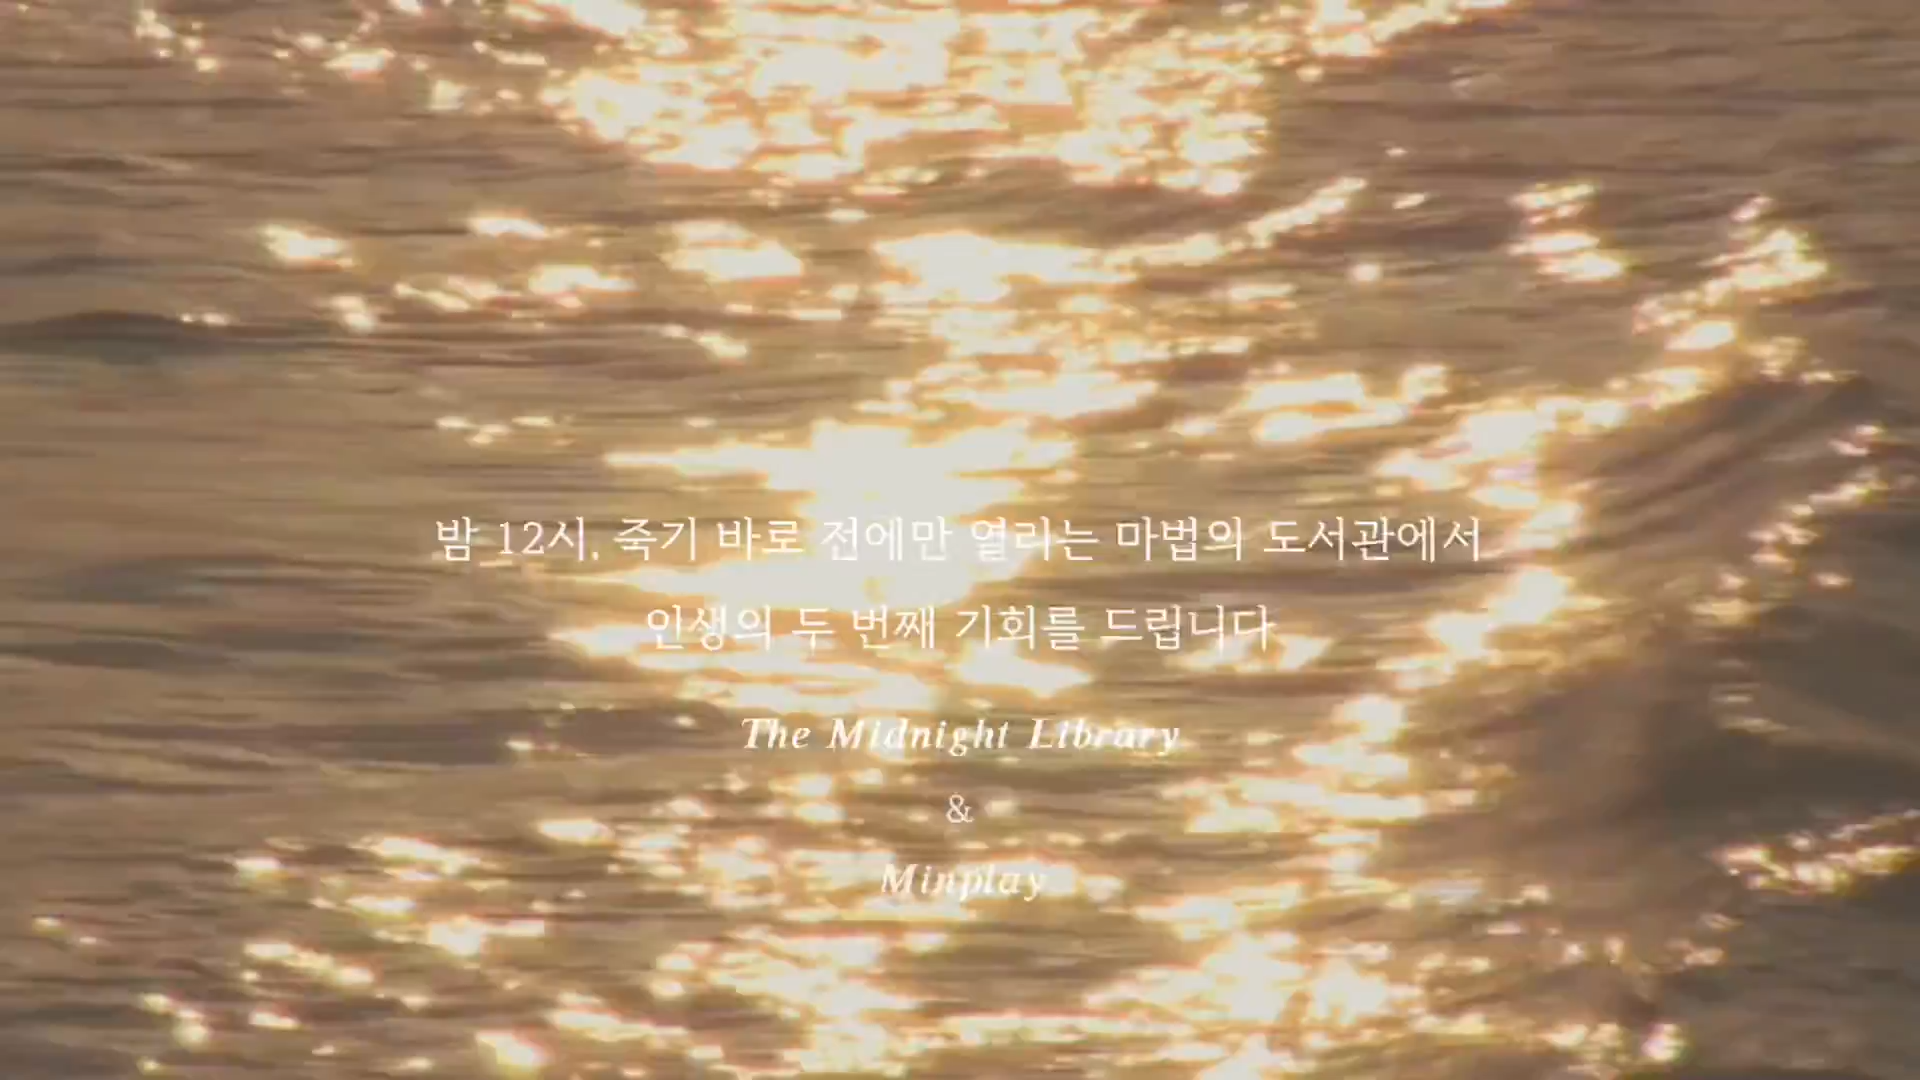 밤 12시, 죽기 바로 전에만 열리는 마법의 도서관에서
인생의 두 번째 기회를 드립니다
The Midnight Library
&
Minplay